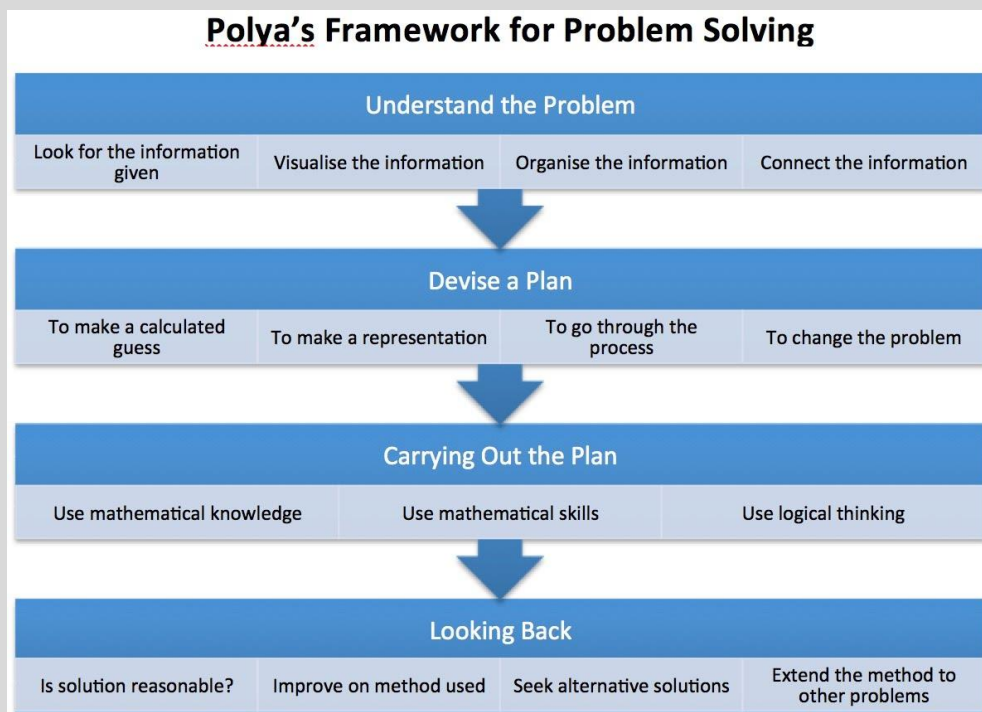 Polya's Framework for Problem Solving
Understand the Problem
Look for the information
given
Visualise the information
Organise the information
Connect the information
Devise a Plan
To make a calculated
guess
To make a representation
To go through the
process
To change the problem
Carrying Out the Plan
Use mathematical knowledge
Use mathematical skills
Use logical thinking
Looking Back
Is solution reasonable?
Improve on method used
Seek alternative solutions
Extend the method to
other problems